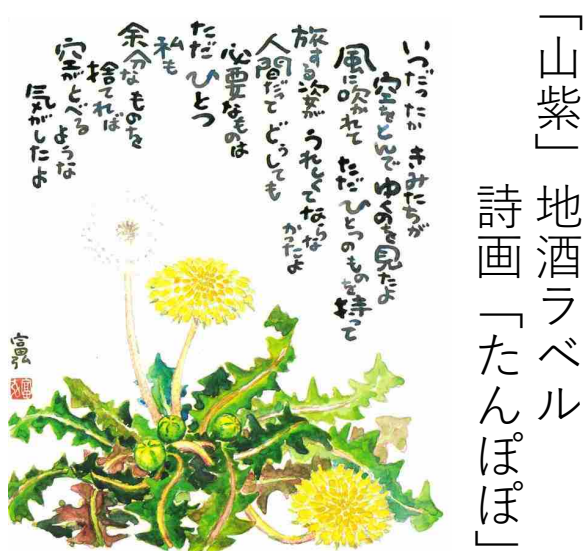 「山紫」地酒ラベル
詩画「たんぽぽ」
いつだったか きみたちが
空をとんで ゆくのを見たよ
風に吹かれて ただ ひとつのものを 持って
旅する姿が うれしくてならな
かったよ
人間だって どうしても
必要なものは
ただ ひとつ
私も
余分な ものを
捨てれば
空がとべる ような
気がしたよ
富弘